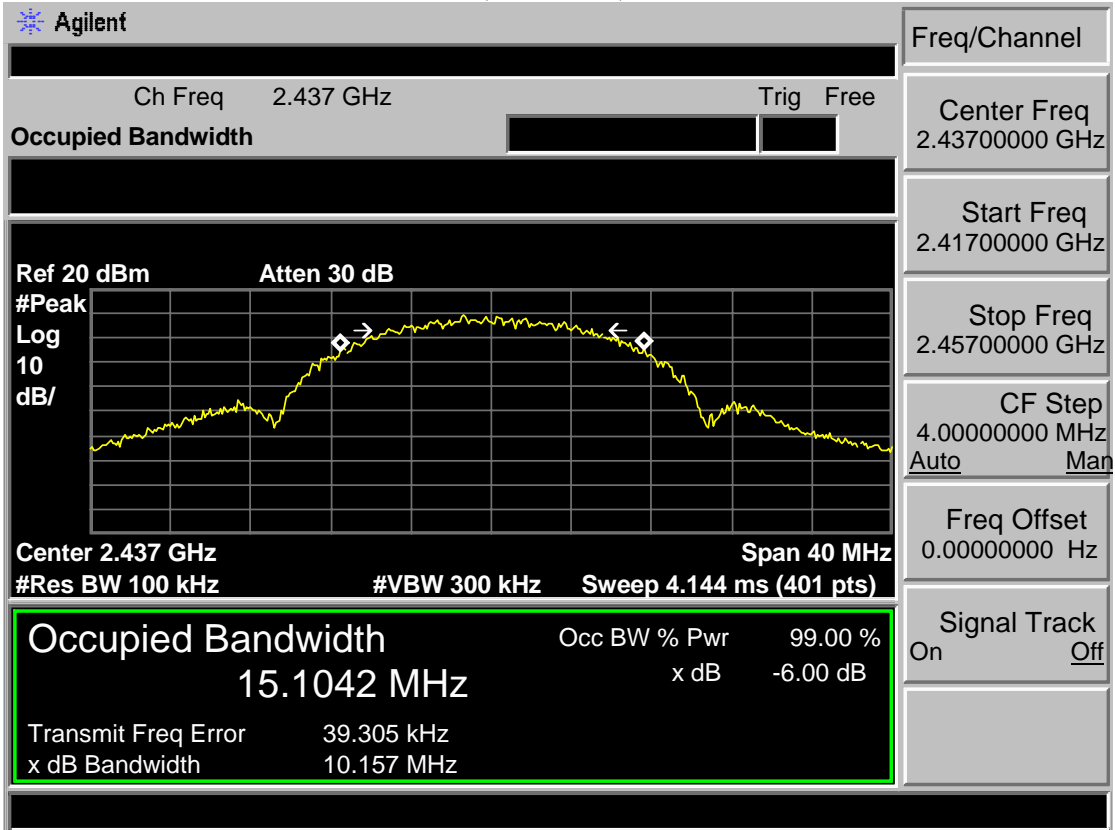 Agilent
Freq/Channel
Ch Freq 2.437 GHz Trig Free
Occupied Bandwidth
Center Freq
2.43700000 GHz
Start Freq
2.41700000 GHz
Ref 20 dBm Atten 30 dB
#Peak
Log
10
dB/
Stop Freq
2.45700000 GHz
CF Step
4.00000000 MHz
Auto Man
Freq Offset
0.00000000 Hz
Center 2.437 GHz Span 40 MHz
#Res BW 100 kHz #VBW 300 kHz Sweep 4.144 ms (401 pts)
Signal Track
On Off
Occupied Bandwidth Occ BW % Pwr 99.00 %
15.1042 MHz x dB -6.00 dB
Transmit Freq Error 39.305 kHz
x dB Bandwidth 10.157 MHz